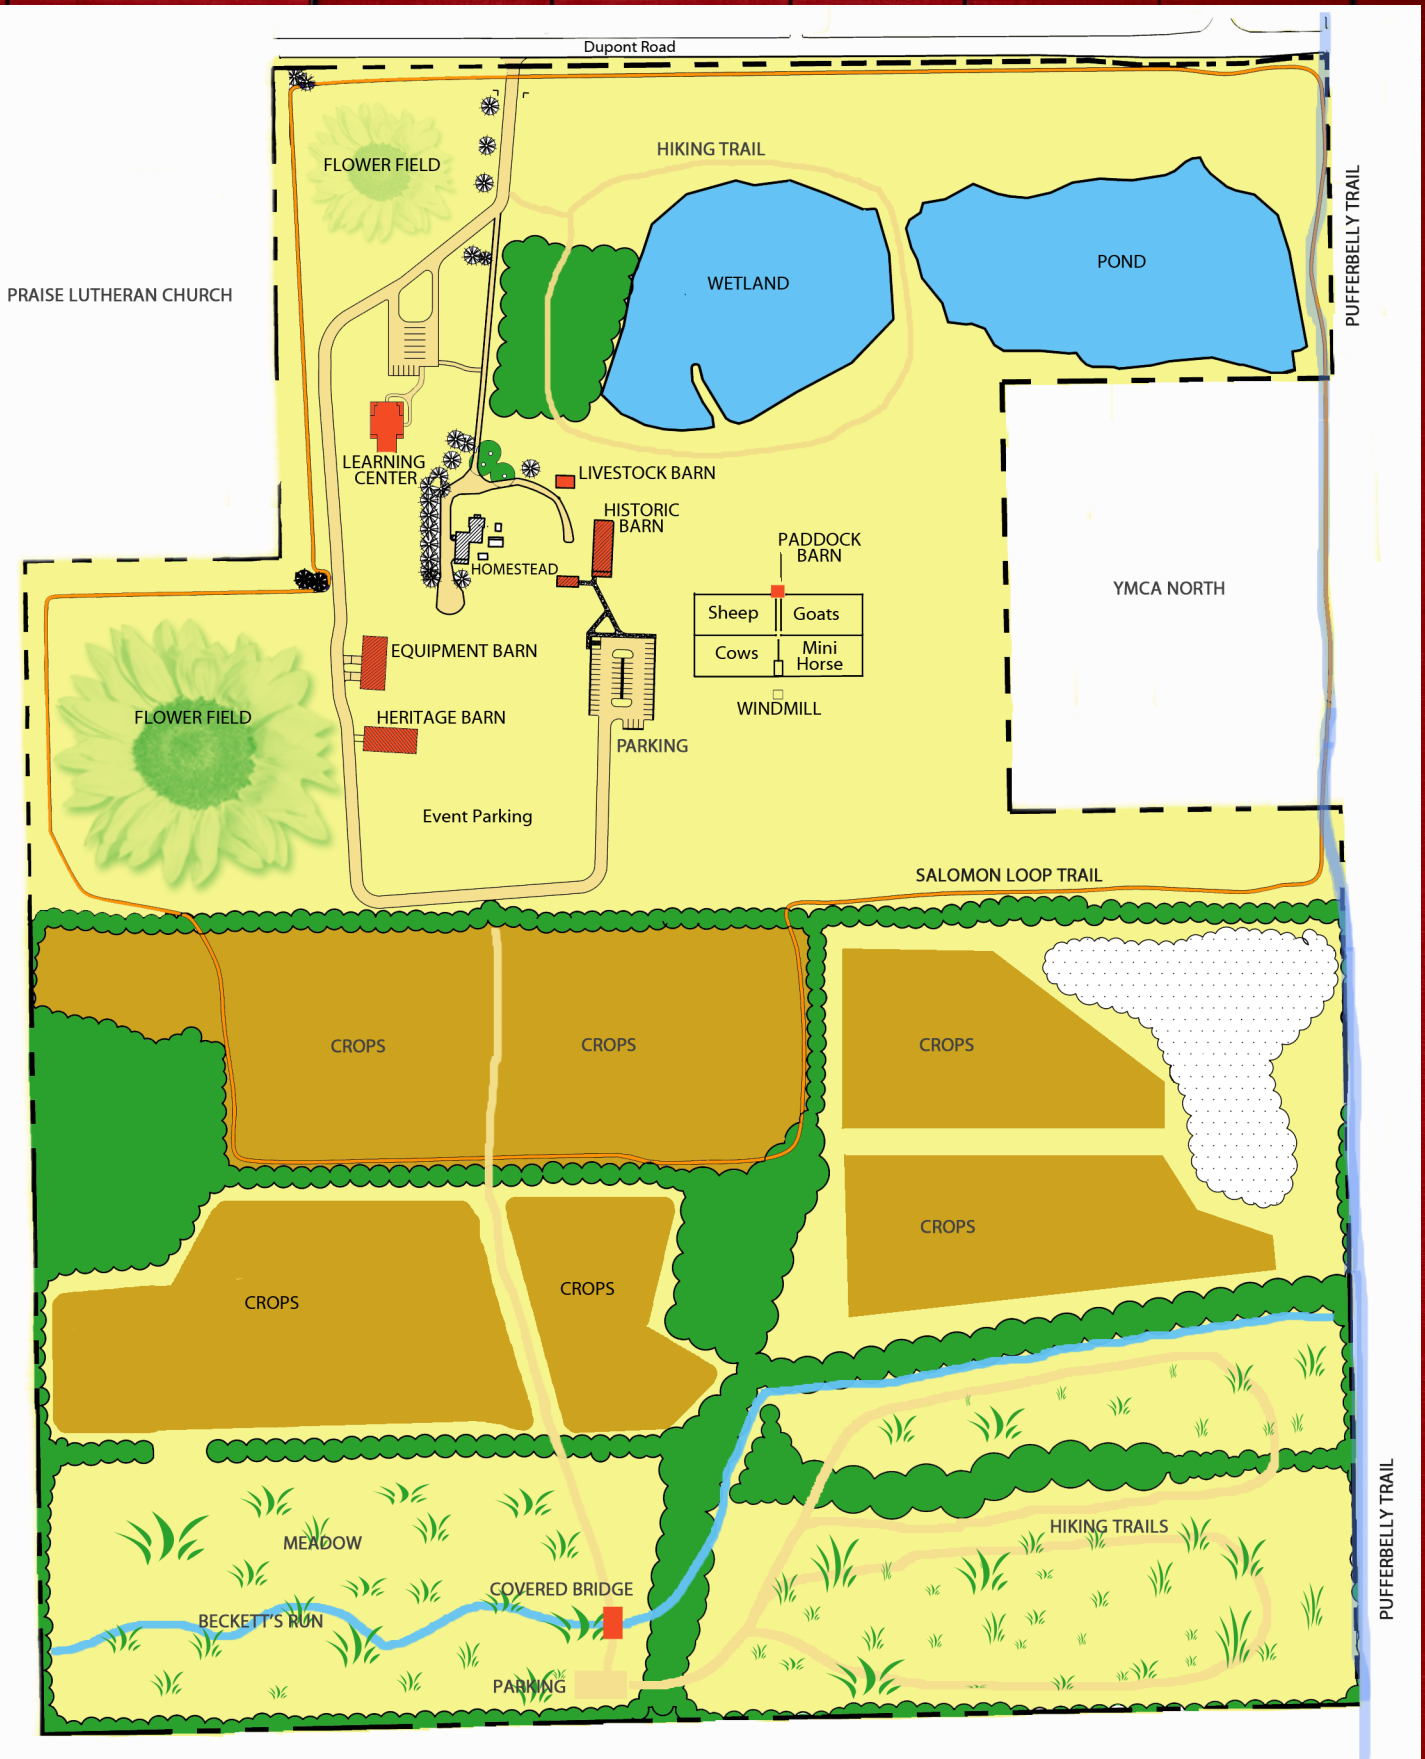 Dupont Road
HIKING TRAIL
FLOWER FIELD
PUFFERBELLY TRAIL
POND
WETLAND
PRAISE LUTHERAN CHURCH
LEARNING
CENTER
LIVESTOCK BARN
HISTORIC
BARN
PADDOCK
BARN
HOMESTEAD
YMCA NORTH
Sheep
Goats
Cows
Mini
Horse
EQUIPMENT BARN
WINDMILL
FLOWER FIELD
HERITAGE BARN
PARKING
Event Parking
SALOMON LOOP TRAIL
CROPS
CROPS
CROPS
CROPS
CROPS
CROPS
PUFFERBELLY TRAIL
HIKING TRAILS
MEADOW
COVERED BRIDGE
BECKETT'S RUN
PARKING